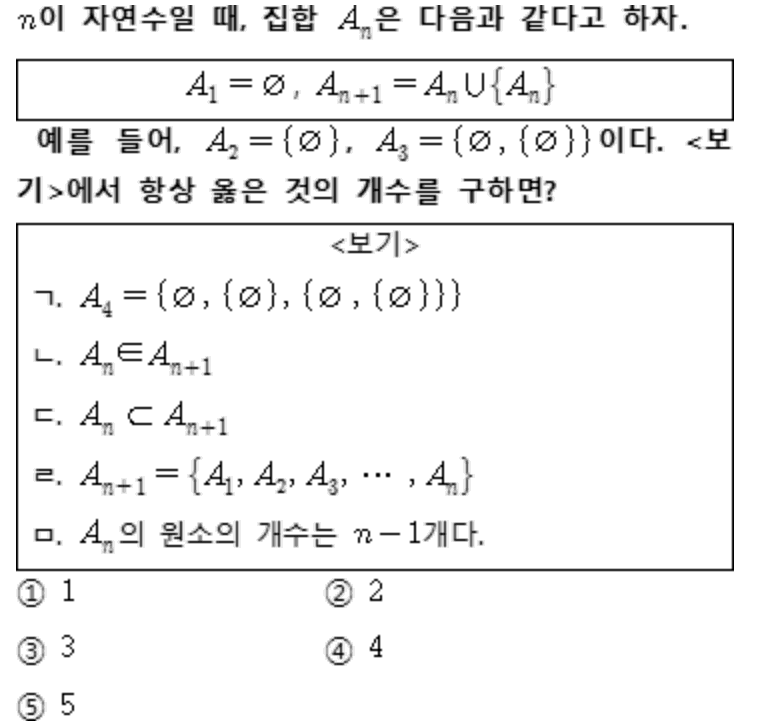 n이 자연수일 때, 집합 Aₙ은 다음과 같다고 하자.
A₁ = ∅, Aₙ₊₁ = Aₙ∪{Aₙ}
예를 들어, A₂ = {∅}, A₃ = {∅, {∅}}이다. <보
기>에서 항상 옳은 것의 개수를 구하면?
<보기>
ㄱ. A₄ = {∅, {∅}, {∅, {∅}}}
ㄴ. Aₙ∈Aₙ₊₁
ㄷ. Aₙ ⊂ Aₙ₊₁
ㄹ. Aₙ₊₁ = {A₁, A₂, A₃, ⋯, Aₙ}
ㅁ. Aₙ의 원소의 개수는 n-1개다.
① 1 ② 2
③ 3 ④ 4
⑤ 5